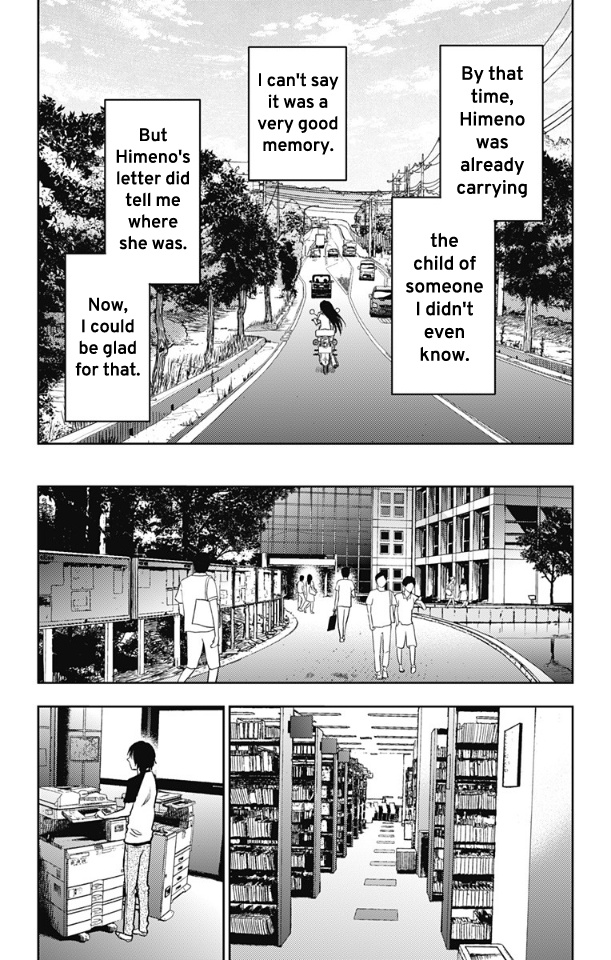 By that
time,
Himeno
was
already
carrying
the
child of
someone
I didn't
even
know.
I can't say
it was a
very good
memory.
But
Himeno's
letter did
tell me
where
she was.
Now,
I could
be glad
for that.